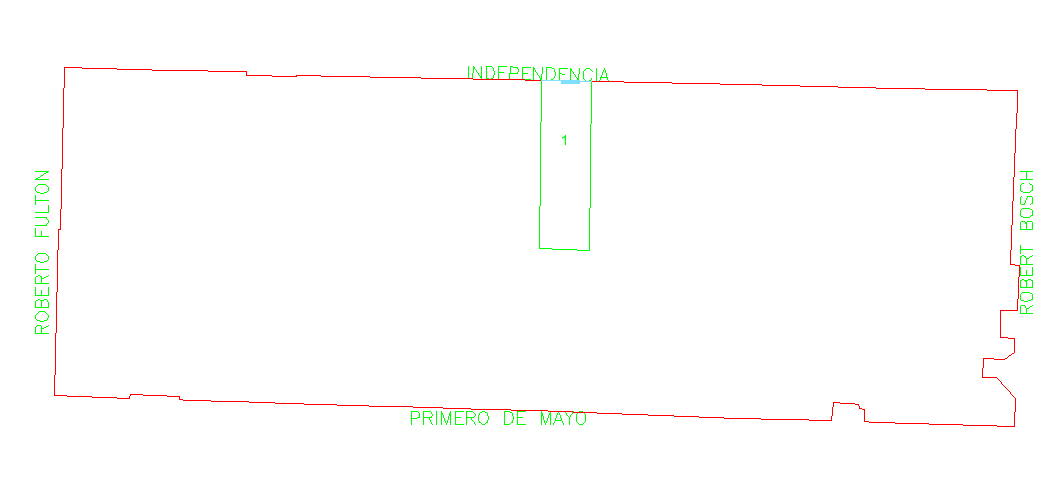 INDEPENDENCIA
1
ROBERTO FULTON
ROBERT BOSCH
PRIMERO DE MAYO